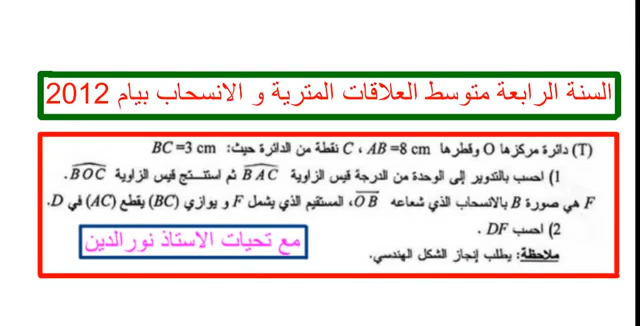 السنة الرابعة متوسط العلاقات المترية و الانسحاب بيام 2012
(T) دائرة مركزها O وقطرها AB =8 cm ، C نقطة من الدائرة حيث: BC =3 cm
1) احسب بالتدوير إلى الوحدة من الدرجة قيس الزاوية BAC ثم استنتج قيس الزاوية BOC .
F هي صورة B بالانسحاب الذي شعاعه OB، المستقيم الذي يشمل F و يوازي (BC) يقطع (AC) في D.
2) احسب DF .
ملاحظة: يطلب إنجاز الشكل الهندسي.
مع تحيات الاستاذ نورالدين